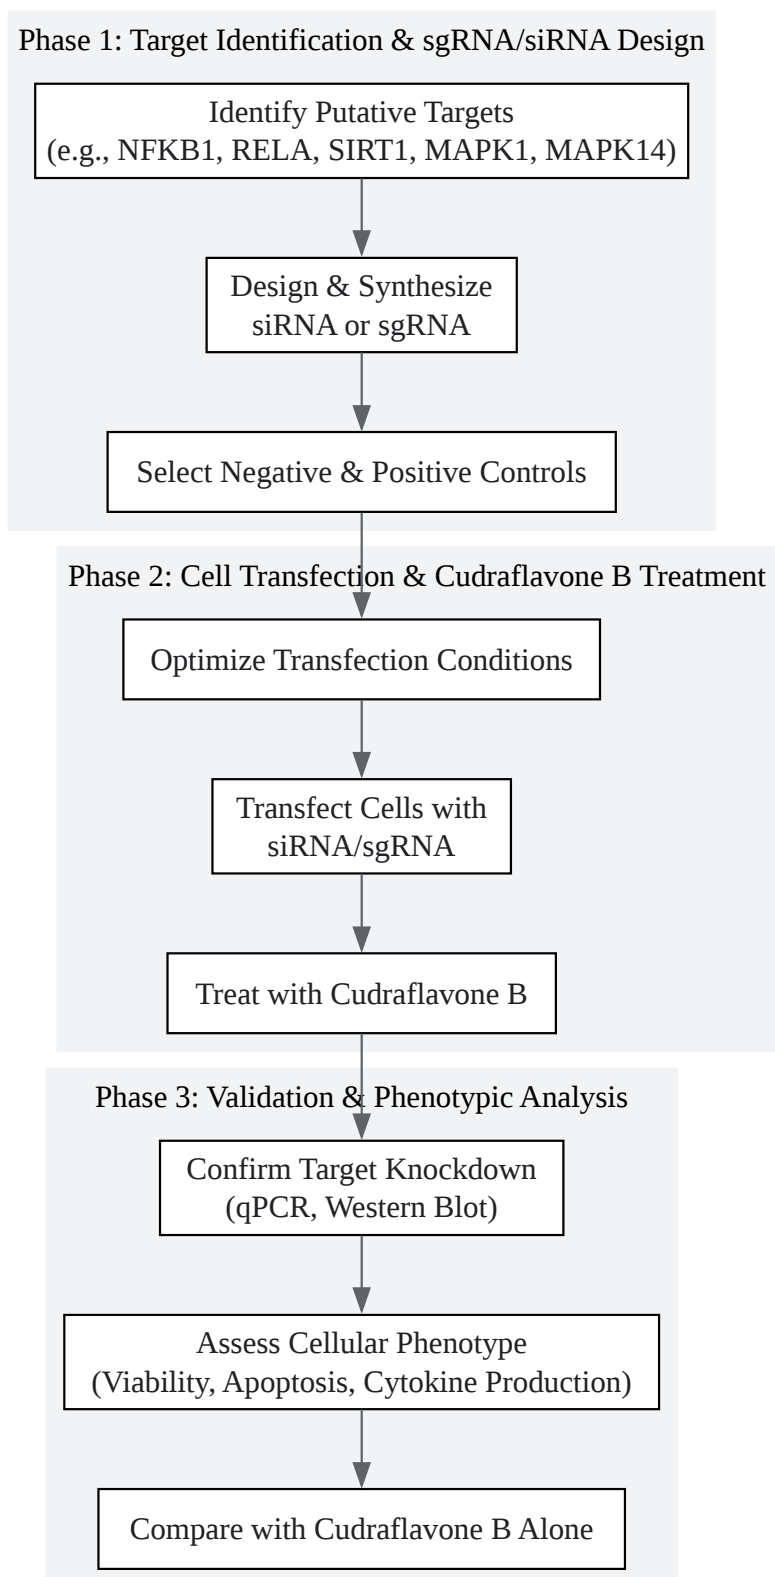 Phase 1: Target Identification & sgRNA/siRNA Design
Identify Putative Targets
(e.g., NFKB1, RELA, SIRT1, MAPK1, MAPK14)
Design & Synthesize
siRNA or sgRNA
Select Negative & Positive Controls
Phase 2: Cell Transfection & Cudraflavone B Treatment
Optimize Transfection Conditions
Transfect Cells with
siRNA/sgRNA
Treat with Cudraflavone B
Phase 3: Validation & Phenotypic Analysis
Confirm Target Knockdown
(qPCR, Western Blot)
Assess Cellular Phenotype
(Viability, Apoptosis, Cytokine Production)
Compare with Cudraflavone B Alone